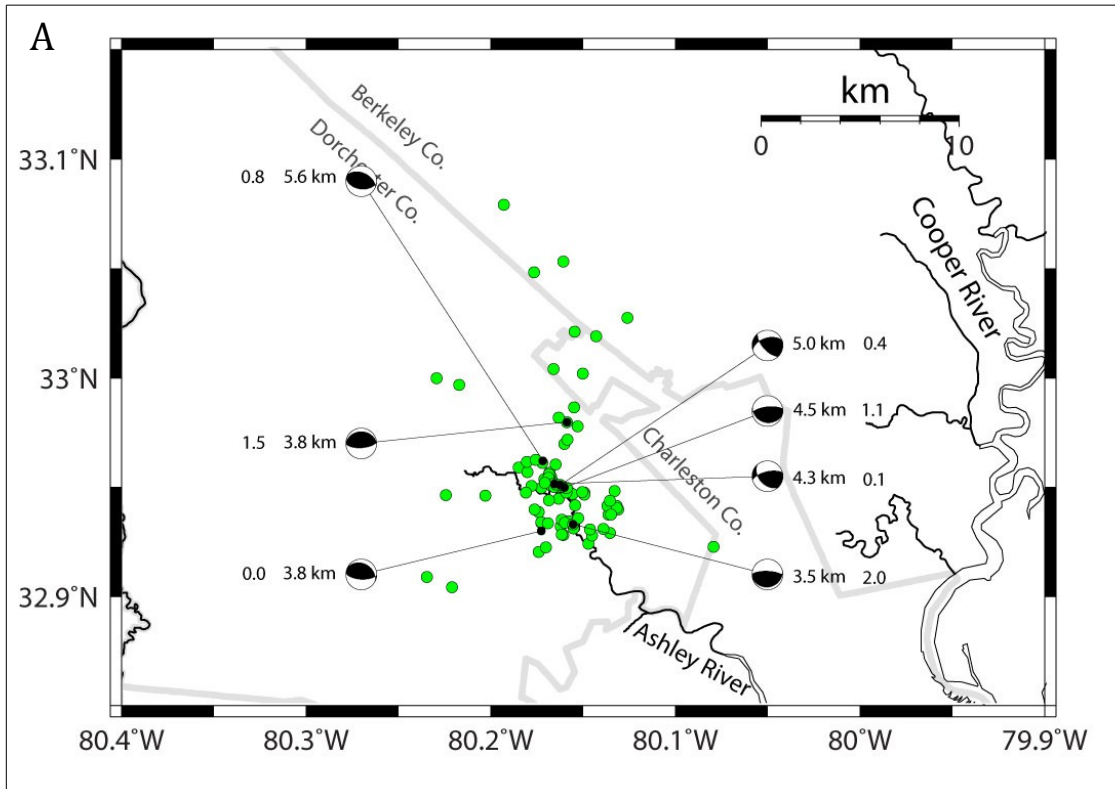 A
km
0 10
33.1°N
33°N
32.9°N
Berkeley Co.
Dorchester Co.
Charleston Co.
Cooper River
Ashley River
0.8 5.6 km
1.5 3.8 km
0.0 3.8 km
5.0 km 0.4
4.5 km 1.1
4.3 km 0.1
3.5 km 2.0
80.4°W 80.3°W 80.2°W 80.1°W 80°W 79.9°W